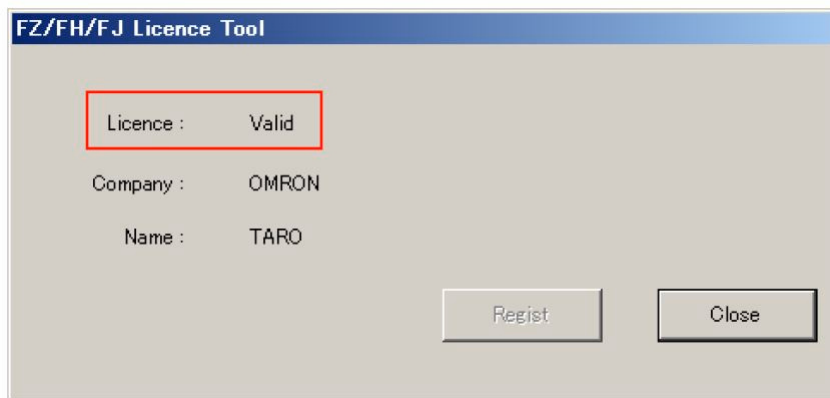 FZ/FH/FJ Licence Tool
Licence : Valid
Company : OMRON
Name : TARO
Regist Close